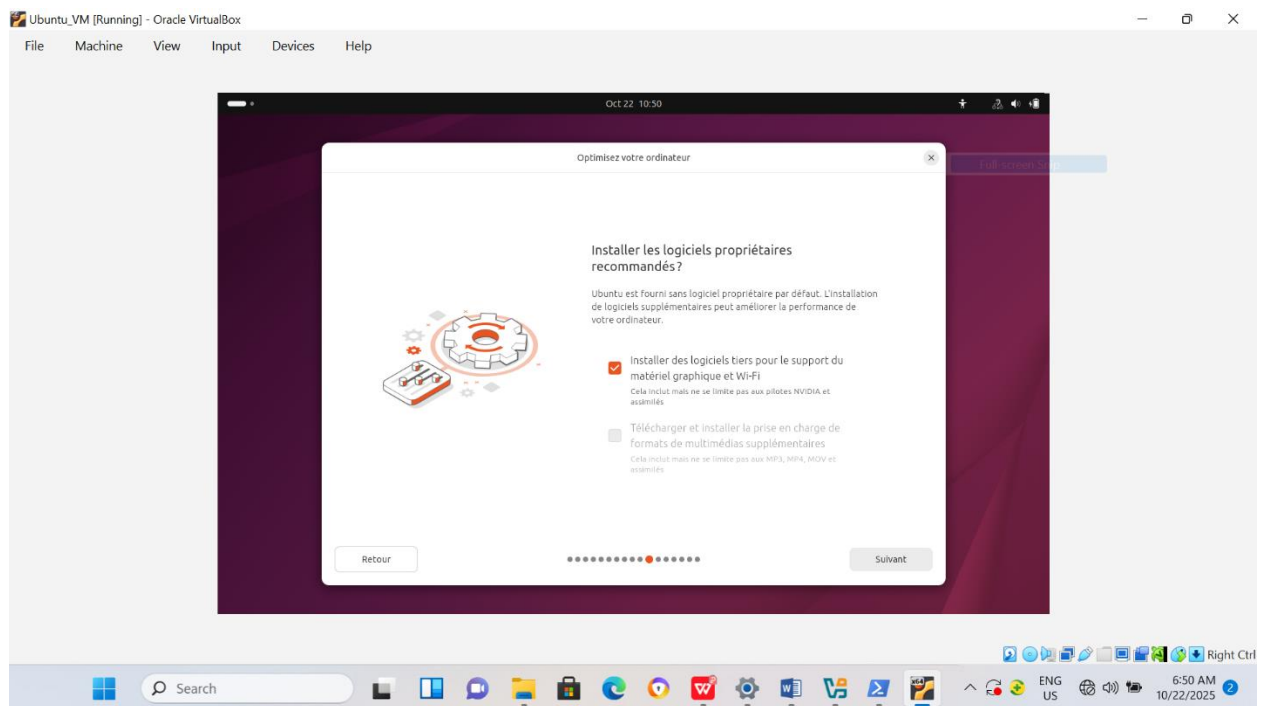 Ubuntu_VM [Running] - Oracle VirtualBox
File Machine View Input Devices Help
Oct 22 10:50
Optimisez votre ordinateur
Full-screen Snip
Installer les logiciels propriétaires
recommandés?
Ubuntu est fourni sans logiciel propriétaire par défaut. L'installation
de logiciels supplémentaires peut améliorer la performance de
votre ordinateur.
Installer des logiciels tiers pour le support du
matériel graphique et Wi-Fi
Cela inclut mais ne se limite pas aux pilotes NVIDIA et
assimilés
Télécharger et installer la prise en charge de
formats de multimédias supplémentaires
Cela inclut mais ne se limite pas aux MP3, MP4, MOV et
assimilés
Retour
Suivant
Right Ctrl
Search
ENG
US
6:50 AM
10/22/2025
2